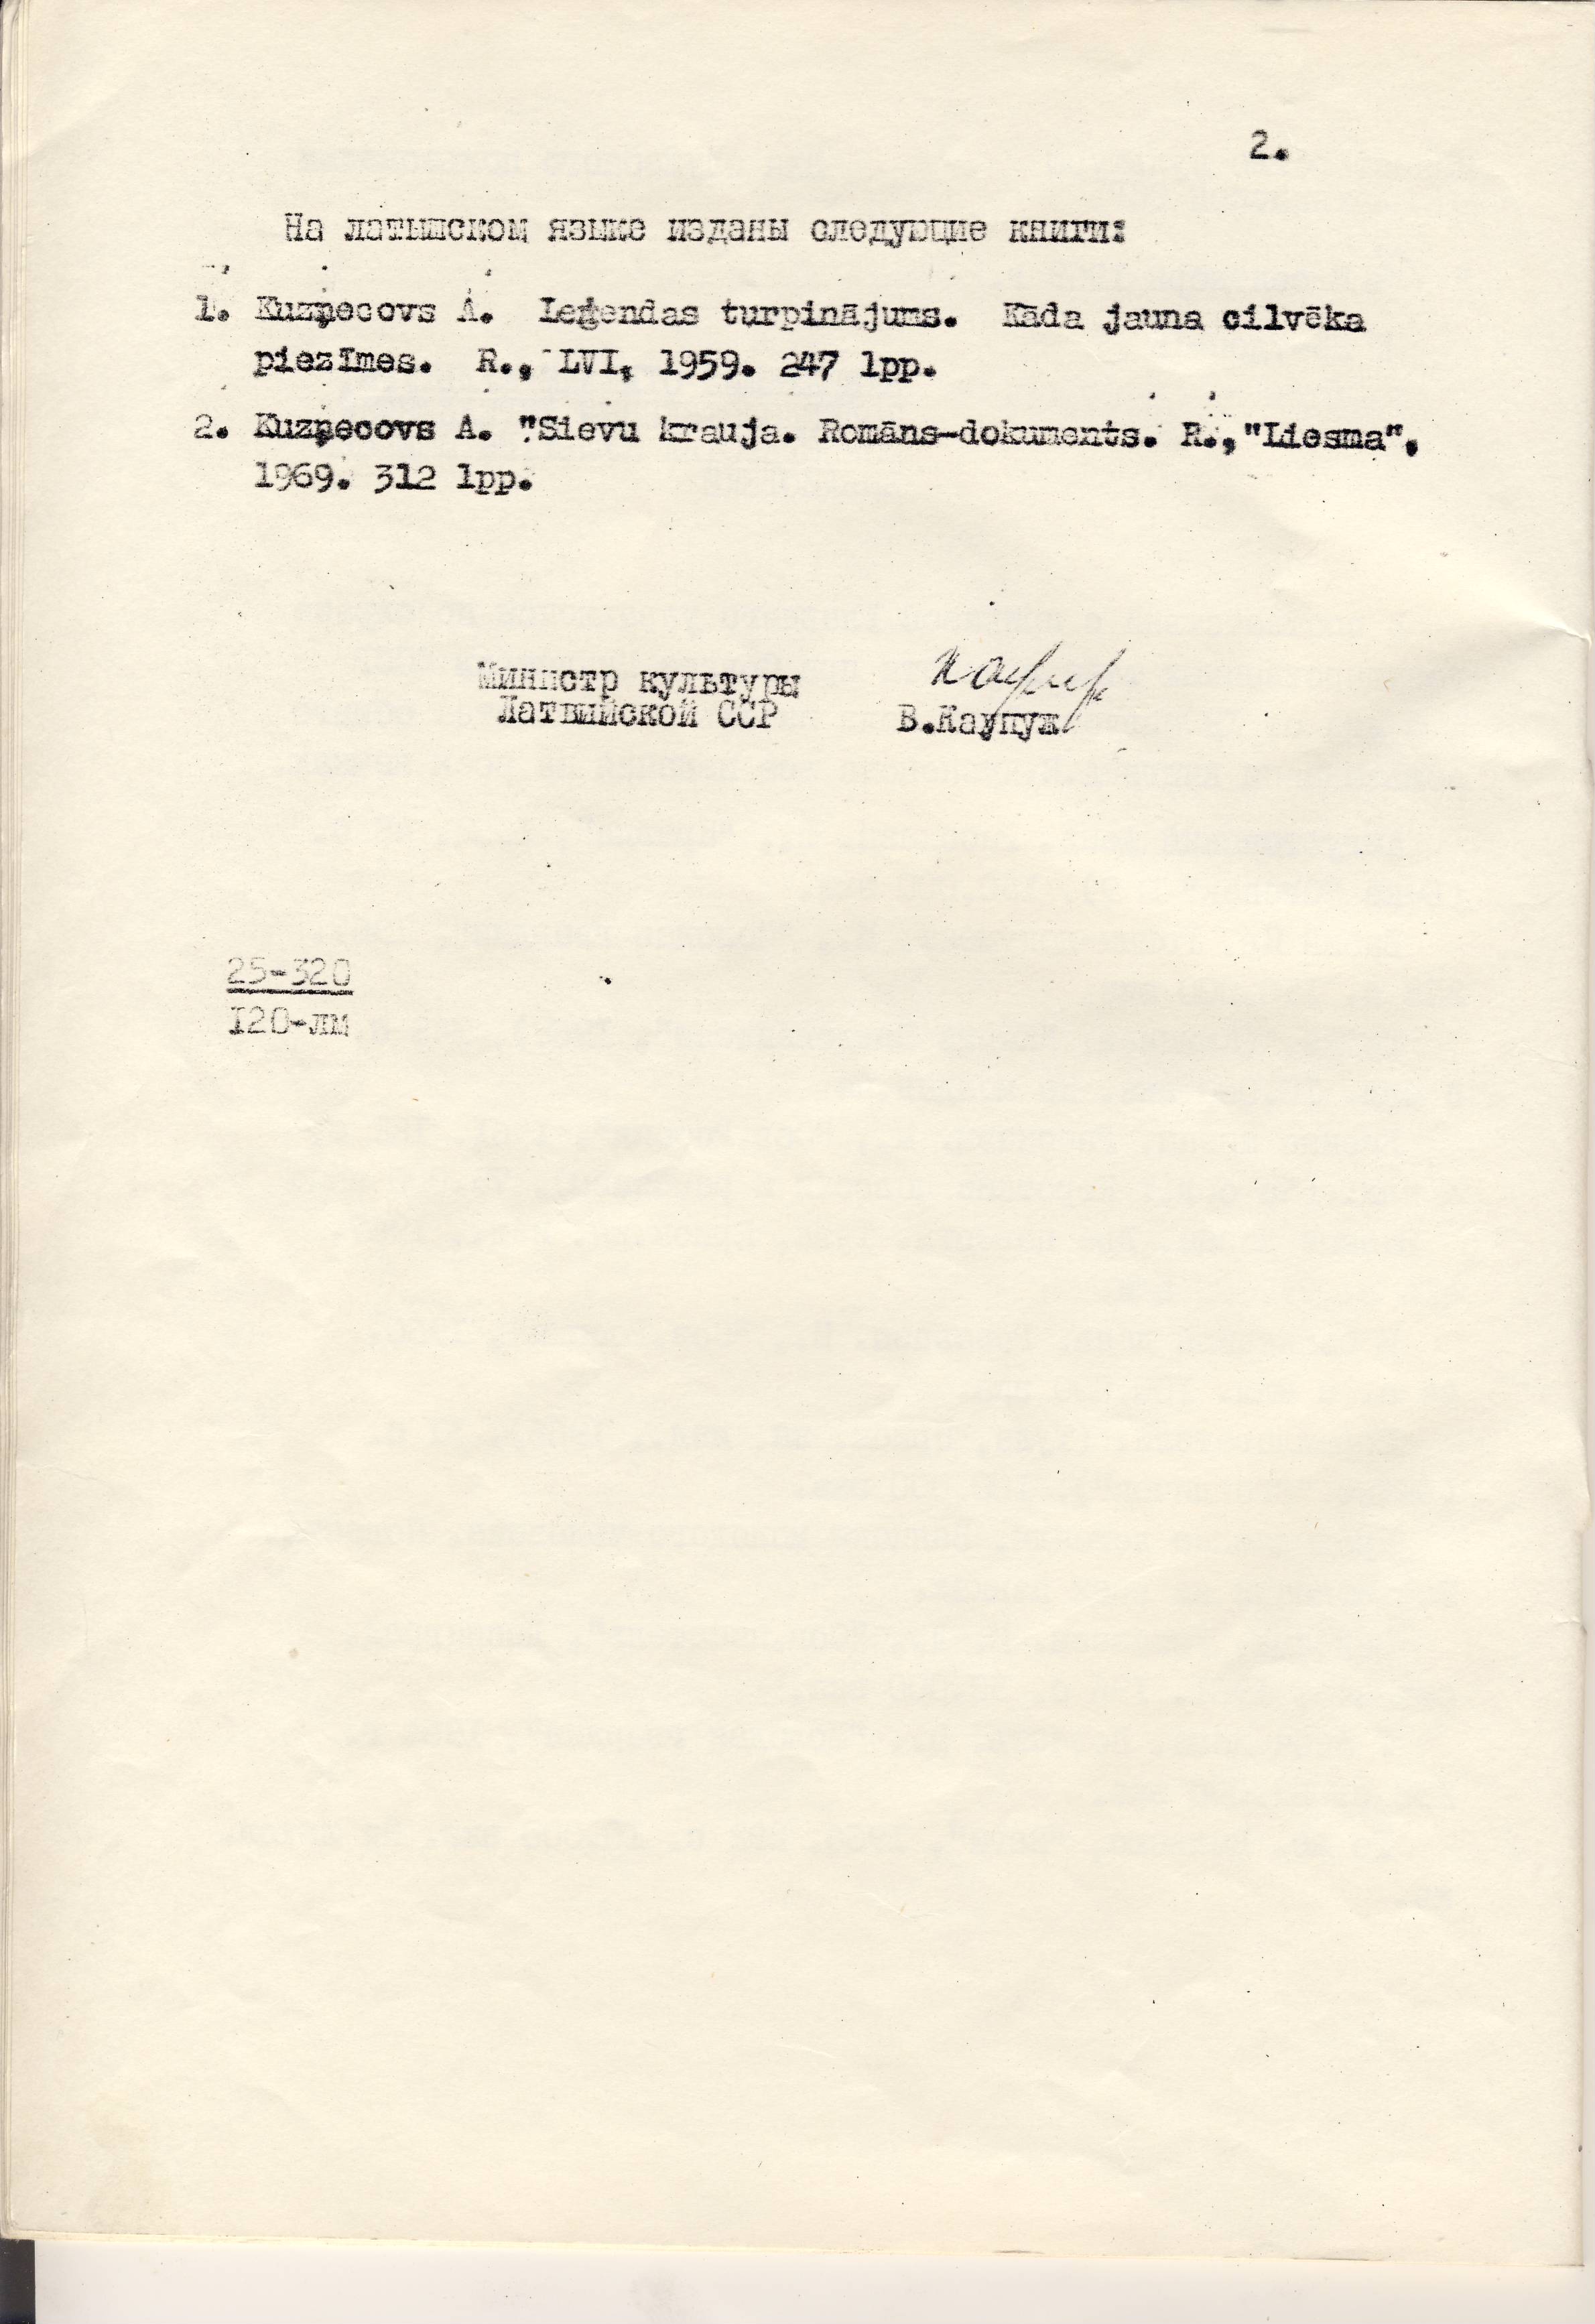 2.
На латышском языке изданы следующие книги:
1. Kuzņecovs A. Leģendas turpinājums. Kāda jauna cilvēka
piezīmes. R., LVI, 1959. 247 lpp.
2. Kuzņecovs A. "Sievu krauja. Romāns-dokuments. R.,"Liesma",
1969. 312 lpp.
Министр культуры
Латвийской ССР В.Каупуж
25-320
I20-лм